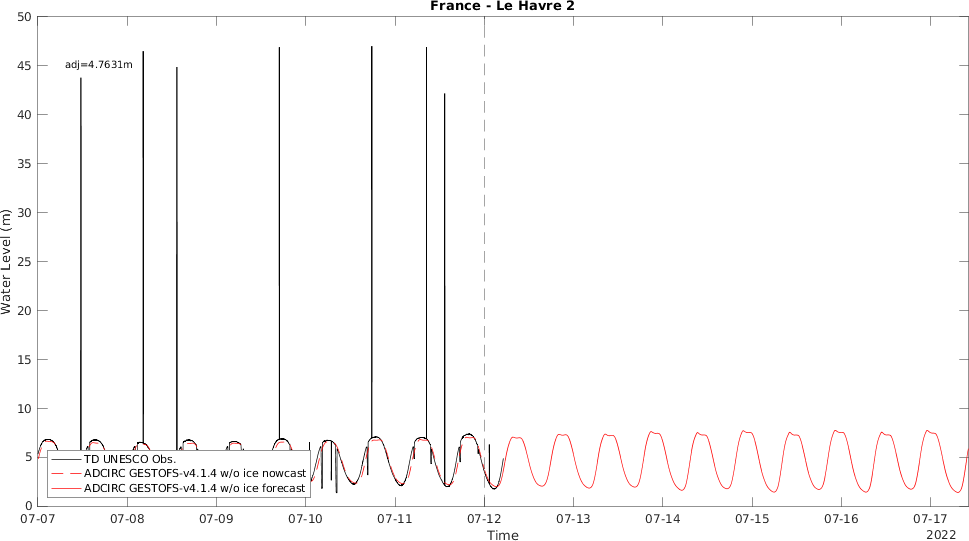 France - Le Havre 2
50
45
40
35
30
25
20
15
10
5
0
Water Level (m)
adj=4.7631m
TD UNESCO Obs.
ADCIRC GESTOFS-v4.1.4 w/o ice nowcast
ADCIRC GESTOFS-v4.1.4 w/o ice forecast
07-07 07-08 07-09 07-10 07-11 07-12 07-13 07-14 07-15 07-16 07-17
Time
2022